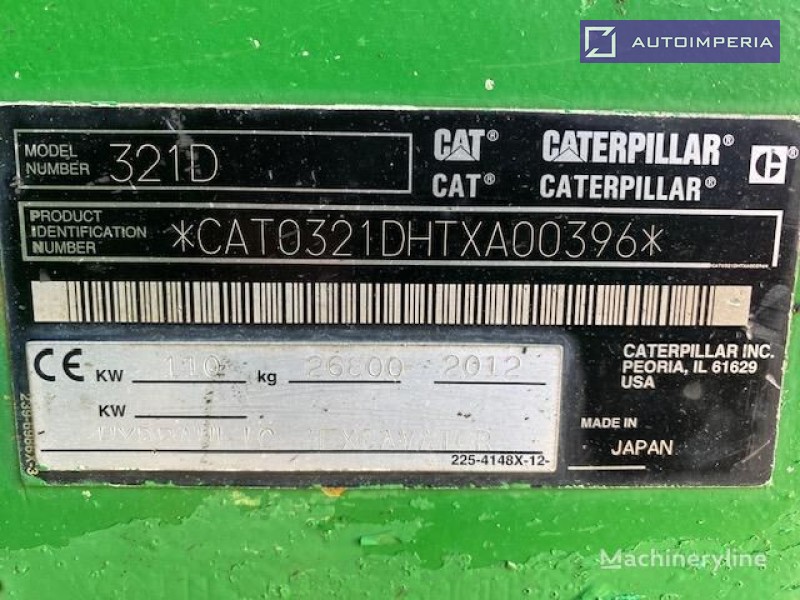 AUTOIMPERIA
MODEL NUMBER 321D
CAT® CATERPILLAR®
CAT® CATERPILLAR®
PRODUCT IDENTIFICATION NUMBER *CAT0321DHTXA00396*
CE KW 110 kg 26800 2012
KW
225-4148X-12-
CATERPILLAR INC.
PEORIA, IL 61629
USA
MADE IN
JAPAN
Machineryline